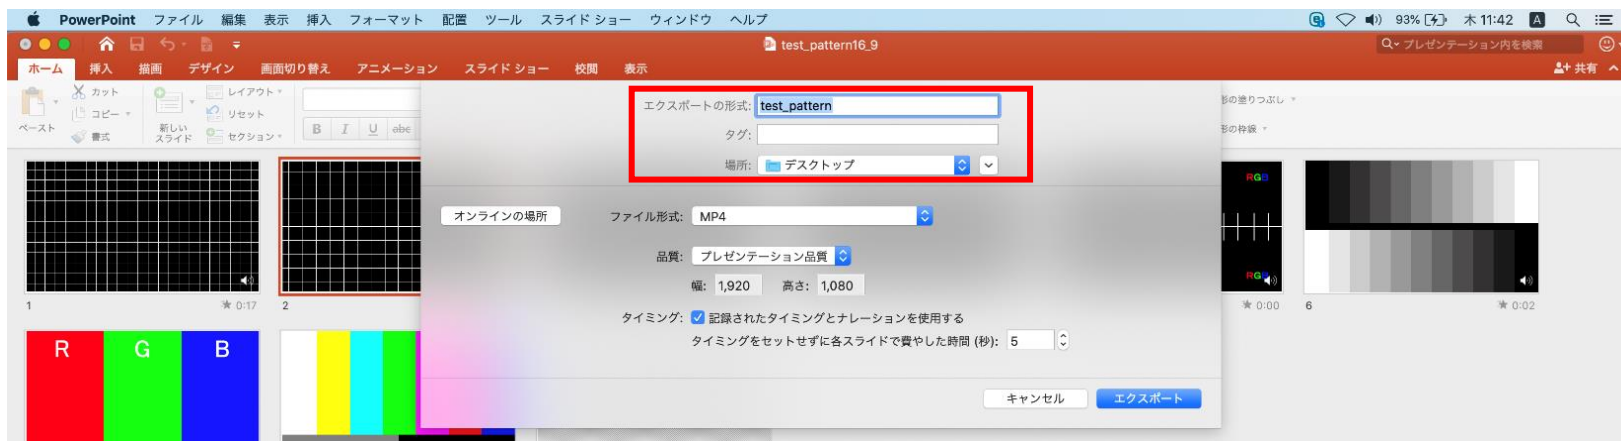 PowerPoint ファイル 編集 表示 挿入 フォーマット 配置 ツール スライド ショー ウィンドウ ヘルプ 93% 木 11:42 A
test_pattern16_9 プレゼンテーション内を検索
ホーム 挿入 描画 デザイン 画面切り替え アニメーション スライド ショー 校閲 表示 共有
ペースト カット コピー 書式 新しい スライド レイアウト リセット セクション
B I U abc
形の塗りつぶし
形の枠線
エクスポートの形式: test_pattern
タグ:
場所: デスクトップ
オンラインの場所 ファイル形式: MP4
品質: プレゼンテーション品質
幅: 1,920 高さ: 1,080
タイミング: 記録されたタイミングとナレーションを使用する
タイミングをセットせずに各スライドで費やした時間 (秒): 5
キャンセル エクスポート
RGB
RGB
1 0:17 2 0:00 6 0:02
R G B